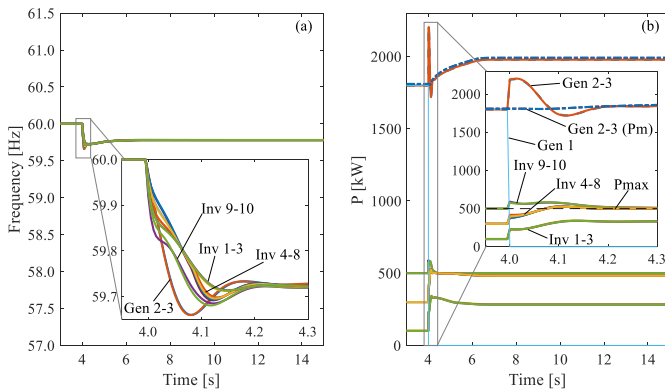 (a)
61.5
61.0
60.5
60.0
59.5
59.0
58.5
58.0
57.5
57.0
Frequency [Hz]
4
6
8
10
12
14
Time [s]
60.0
59.9
59.8
59.7
Inv 9-10
Inv 1-3
Inv 4-8
Gen 2-3
4.0
4.1
4.2
4.3
(b)
2000
1500
1000
500
0
P [kW]
4
6
8
10
12
14
Time [s]
2000
1500
1000
500
0
Gen 2-3
Gen 2-3 (Pm)
Gen 1
Inv 9-10
Inv 4-8
Pmax
Inv 1-3
4.0
4.1
4.2
4.3